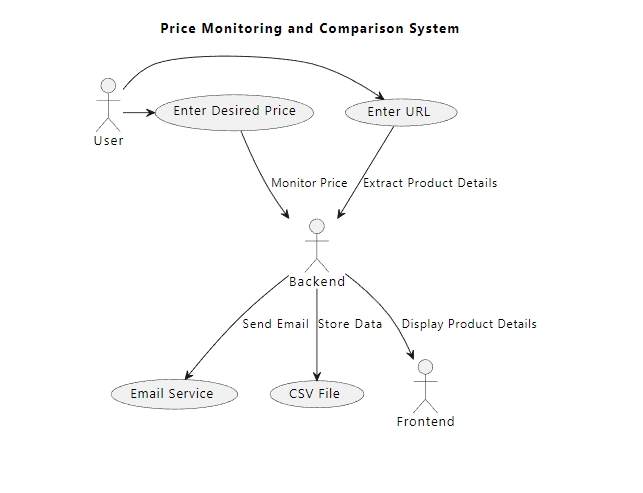 Price Monitoring and Comparison System
Enter Desired Price
Enter URL
User
Monitor Price
Extract Product Details
Backend
Send Email
Store Data
Display Product Details
Email Service
CSV File
Frontend